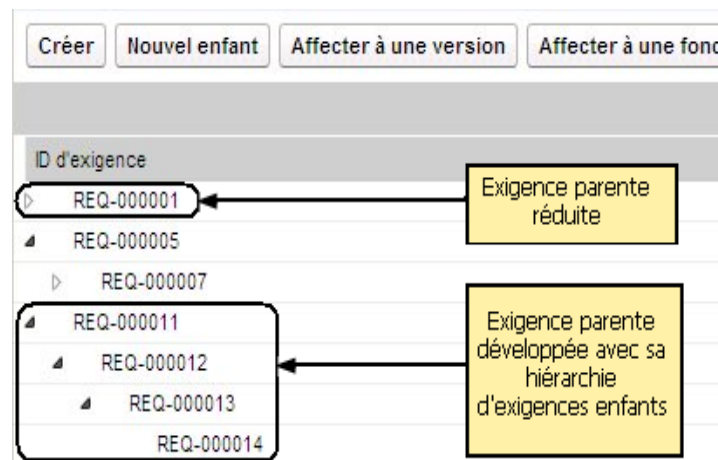 Créer Nouvel enfant Affecter à une version Affecter à une fonc
ID d'exigence
REQ-000001
Exigence parente
réduite
REQ-000005
REQ-000007
REQ-000011
REQ-000012
REQ-000013
REQ-000014
Exigence parente
développée avec sa
hiérarchie
d'exigences enfants